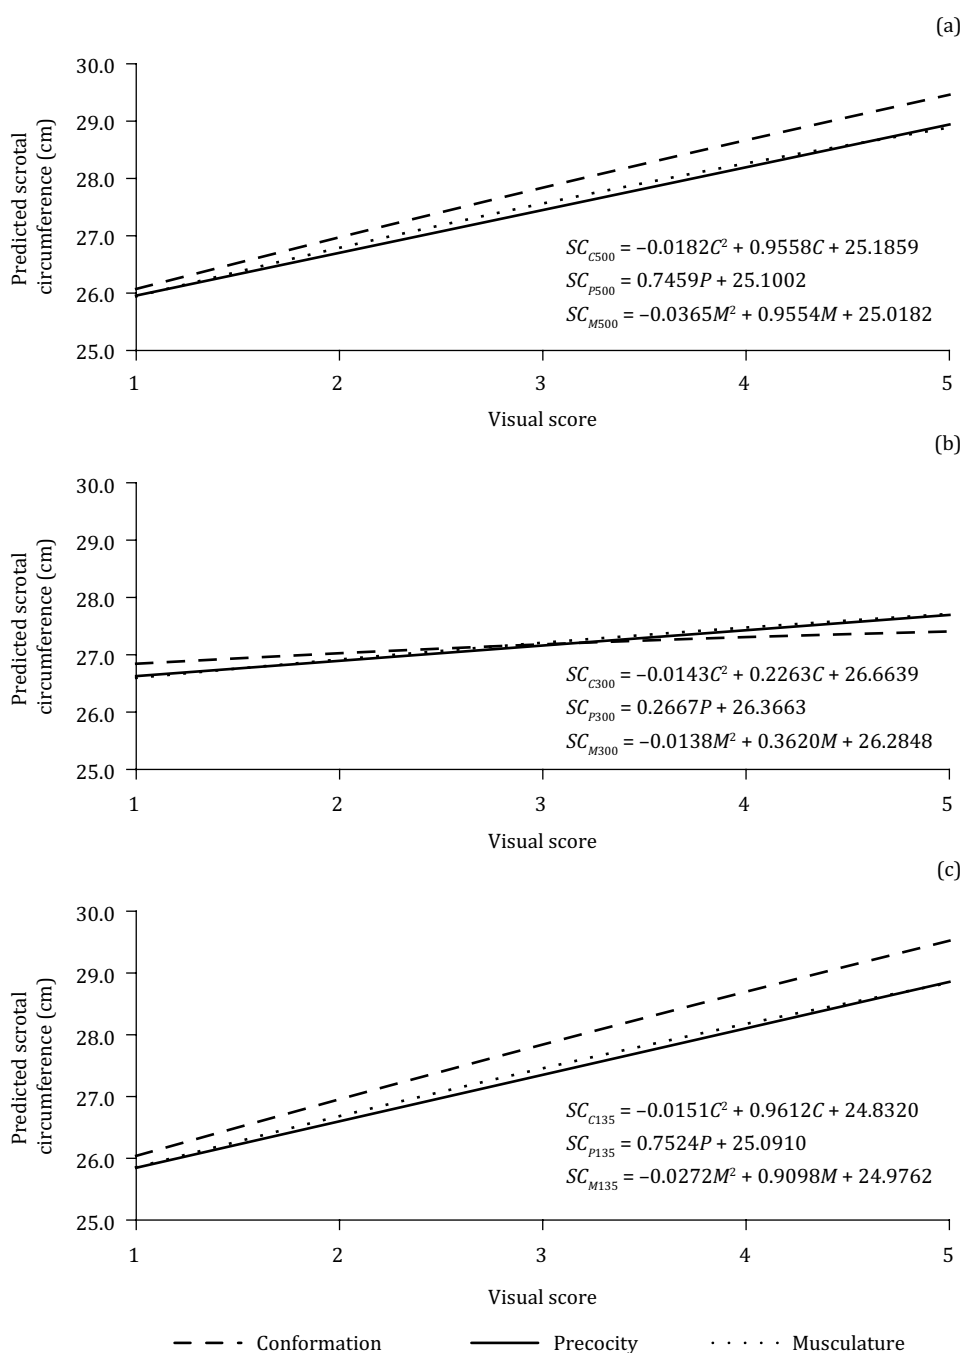 (a)
30.0
29.0
28.0
27.0
26.0
25.0
Predicted scrotal
circumference (cm)
SC_C500 = –0.0182C² + 0.9558C + 25.1859
SC_P500 = 0.7459P + 25.1002
SC_M500 = –0.0365M² + 0.9554M + 25.0182
1 2 3 4 5
Visual score
(b)
30.0
29.0
28.0
27.0
26.0
25.0
Predicted scrotal
circumference (cm)
SC_C300 = –0.0143C² + 0.2263C + 26.6639
SC_P300 = 0.2667P + 26.3663
SC_M300 = –0.0138M² + 0.3620M + 26.2848
1 2 3 4 5
Visual score
(c)
30.0
29.0
28.0
27.0
26.0
25.0
Predicted scrotal
circumference (cm)
SC_C135 = –0.0151C² + 0.9612C + 24.8320
SC_P135 = 0.7524P + 25.0910
SC_M135 = –0.0272M² + 0.9098M + 24.9762
1 2 3 4 5
Visual score
Conformation Precocity Musculature